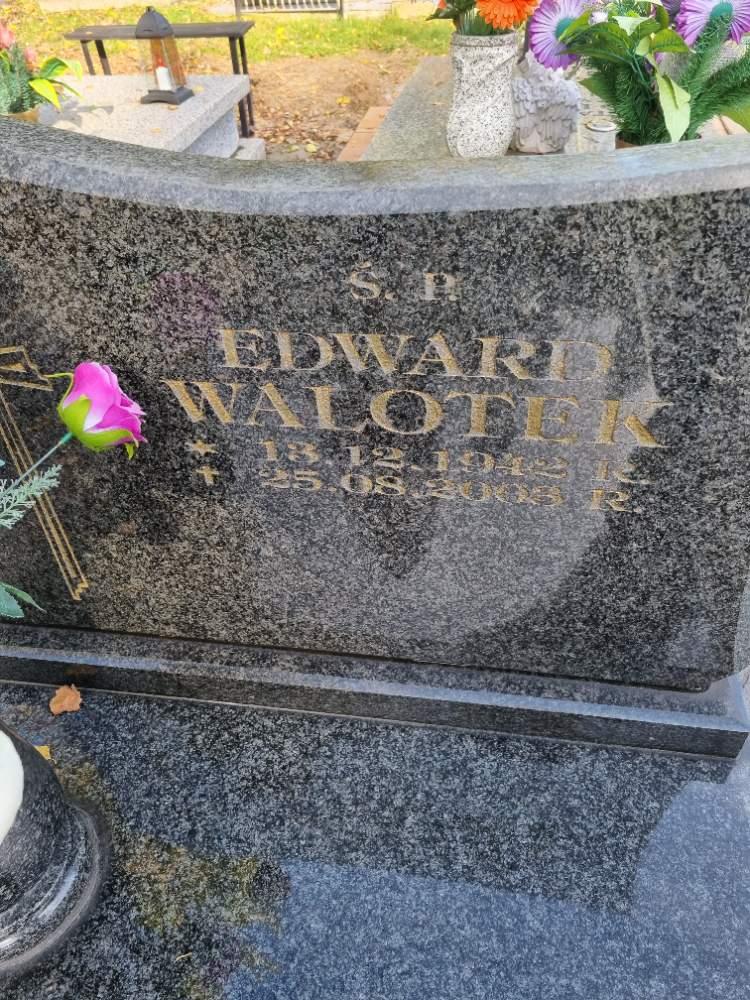 Ś. P.
EDWARD
WALOTEK
* 13.12.1942 R.
+ 25.08.2008 R.